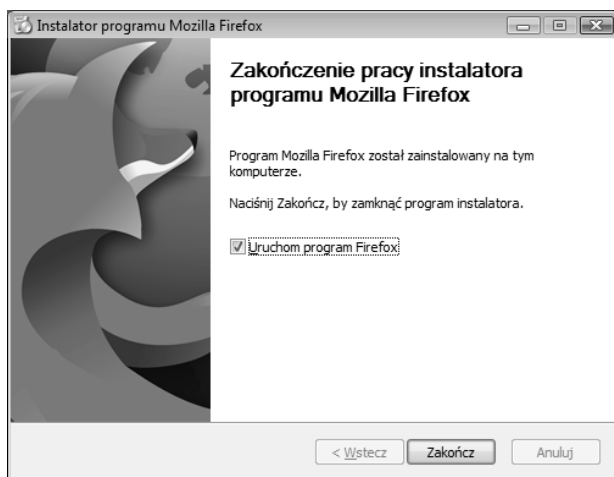 Instalator programu Mozilla Firefox
Zakończenie pracy instalatora
programu Mozilla Firefox
Program Mozilla Firefox został zainstalowany na tym
komputerze.
Naciśnij Zakończ, by zamknąć program instalatora.
Uruchom program Firefox
< Wstecz Zakończ Anuluj